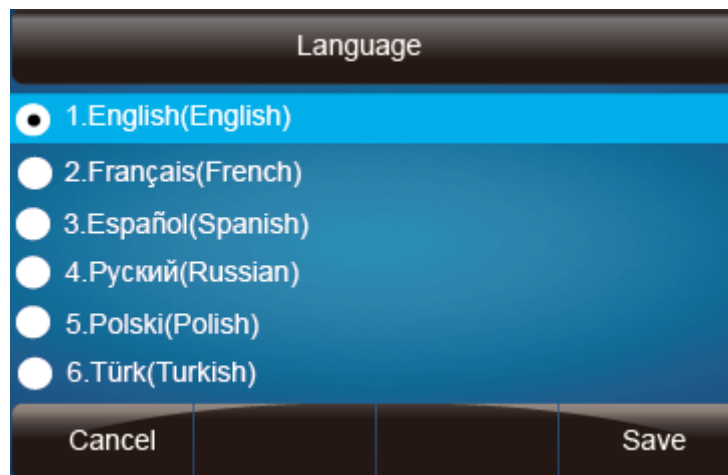 Language
1.English(English)
2.Français(French)
3.Español(Spanish)
4.Руский(Russian)
5.Polski(Polish)
6.Türk(Turkish)
Cancel Save